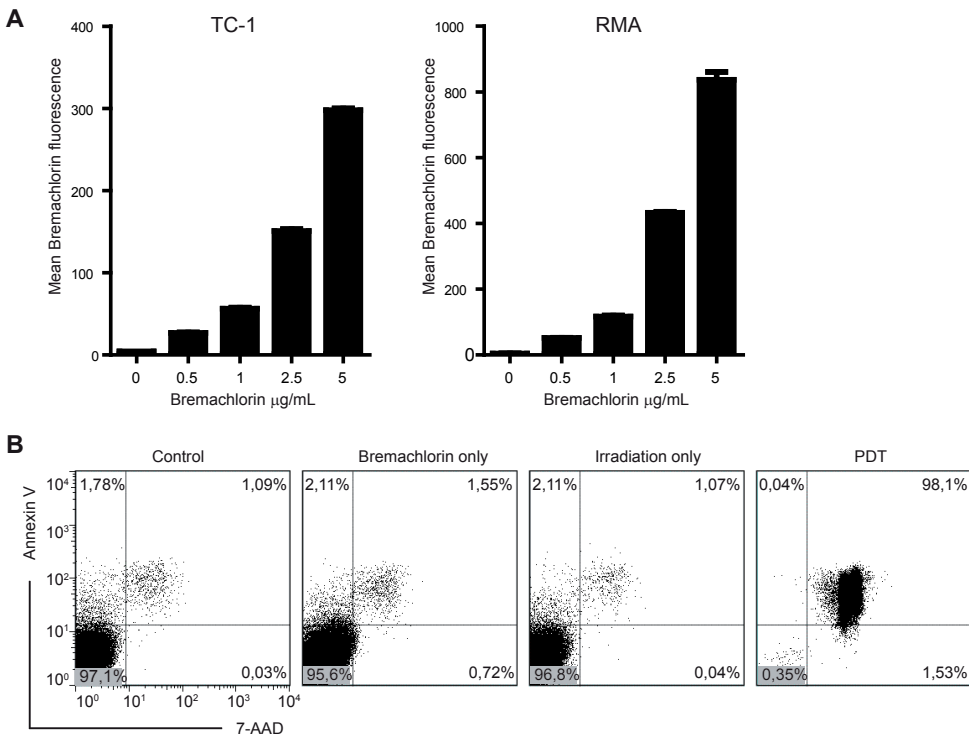 A
TC-1
RMA
Mean Bremachlorin fluorescence
400
300
200
100
0
0 0.5 1 2.5 5
Bremachlorin μg/mL
Mean Bremachlorin fluorescence
1000
800
600
400
200
0
0 0.5 1 2.5 5
Bremachlorin μg/mL
B
Control
Bremachlorin only
Irradiation only
PDT
Annexin V
10⁴
10³
10²
10¹
10⁰
1,78% 1,09%
97,1% 0,03%
2,11% 1,55%
95,6% 0,72%
2,11% 1,07%
96,8% 0,04%
0,04% 98,1%
0,35% 1,53%
10⁰ 10¹ 10² 10³ 10⁴
7-AAD